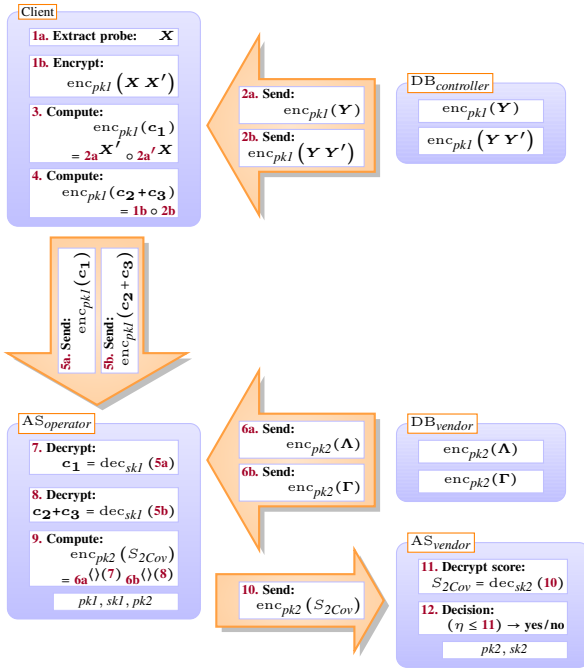 Client
1a. Extract probe: X
1b. Encrypt:
enc_pk1 (X X′)
3. Compute:
enc_pk1(c₁)
= 2a^X′ ∘ 2a′^X
4. Compute:
enc_pk1(c₂+c₃)
= 1b ∘ 2b
2a. Send:
enc_pk1(Y)
2b. Send:
enc_pk1 (Y Y′)
DB_controller
enc_pk1(Y)
enc_pk1 (Y Y′)
5a. Send:
enc_pk1(c₁)
5b. Send:
enc_pk1(c₂+c₃)
AS_operator
7. Decrypt:
c₁ = dec_sk1 (5a)
8. Decrypt:
c₂+c₃ = dec_sk1 (5b)
9. Compute:
enc_pk2 (S_2Cov)
= 6a^⟨⟩(7) 6b^⟨⟩(8)
pk1, sk1, pk2
6a. Send:
enc_pk2(Λ)
6b. Send:
enc_pk2(Γ)
DB_vendor
enc_pk2(Λ)
enc_pk2(Γ)
10. Send:
enc_pk2 (S_2Cov)
AS_vendor
11. Decrypt score:
S_2Cov = dec_sk2 (10)
12. Decision:
(η ≤ 11) → yes/no
pk2, sk2